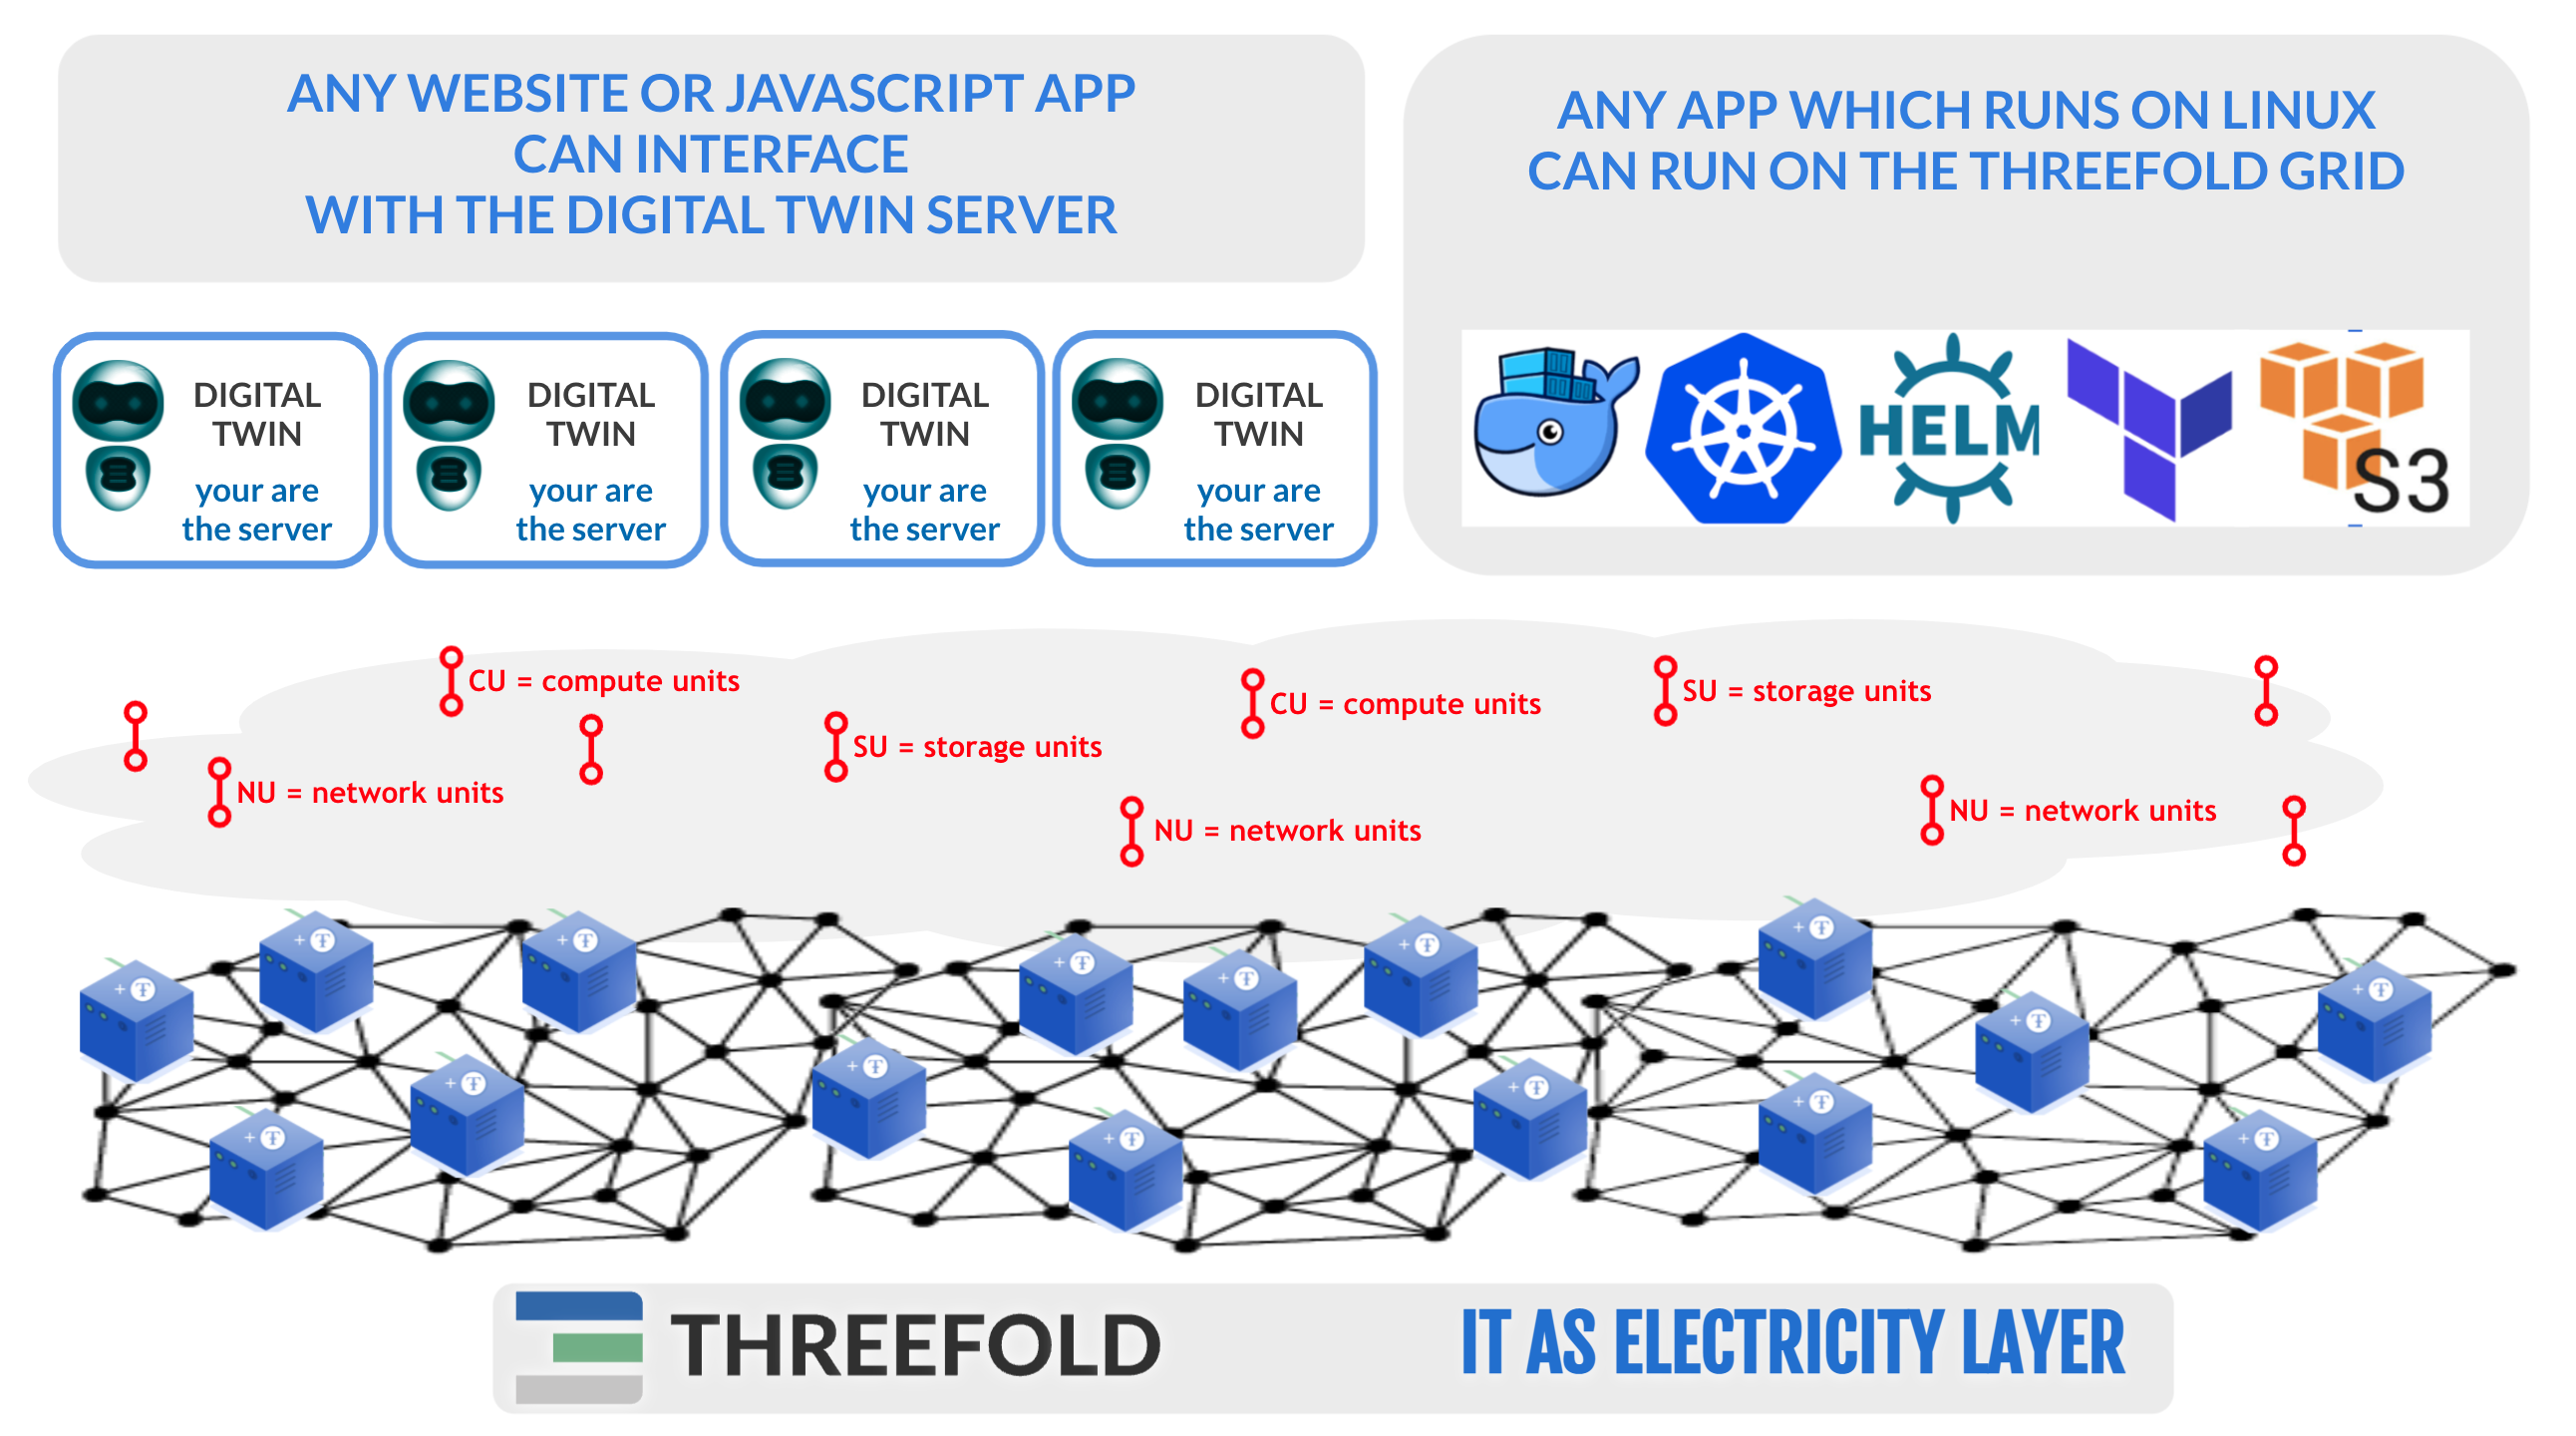 ANY WEBSITE OR JAVASCRIPT APP
CAN INTERFACE
WITH THE DIGITAL TWIN SERVER
ANY APP WHICH RUNS ON LINUX
CAN RUN ON THE THREEFOLD GRID
DIGITAL
TWIN
your are
the server
DIGITAL
TWIN
your are
the server
DIGITAL
TWIN
your are
the server
DIGITAL
TWIN
your are
the server
HELM
S3
CU = compute units
SU = storage units
NU = network units
CU = compute units
SU = storage units
NU = network units
NU = network units
THREEFOLD
IT AS ELECTRICITY LAYER